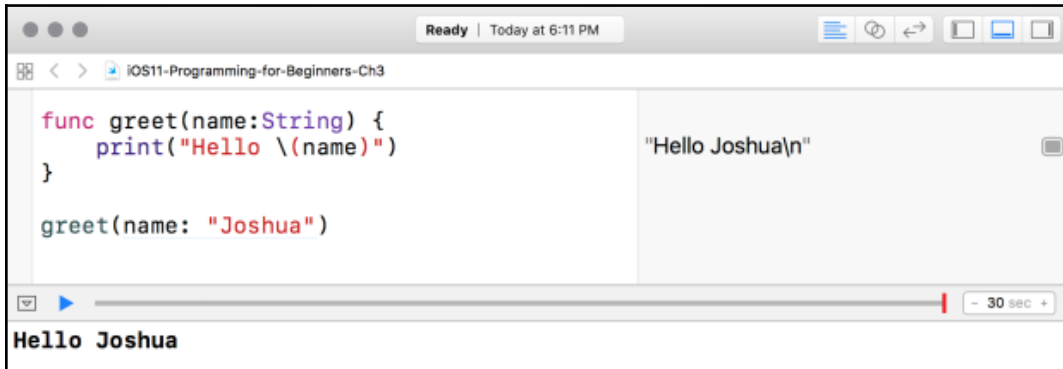 Ready | Today at 6:11 PM
iOS11-Programming-for-Beginners-Ch3
func greet(name:String) {
    print("Hello \(name)")
}
greet(name: "Joshua")
"Hello Joshua\n"
- 30 sec +
Hello Joshua